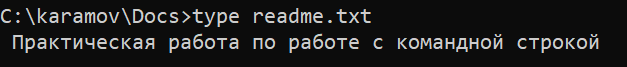 C:\karamov\Docs>type readme.txt
Практическая работа по работе с командной строкой